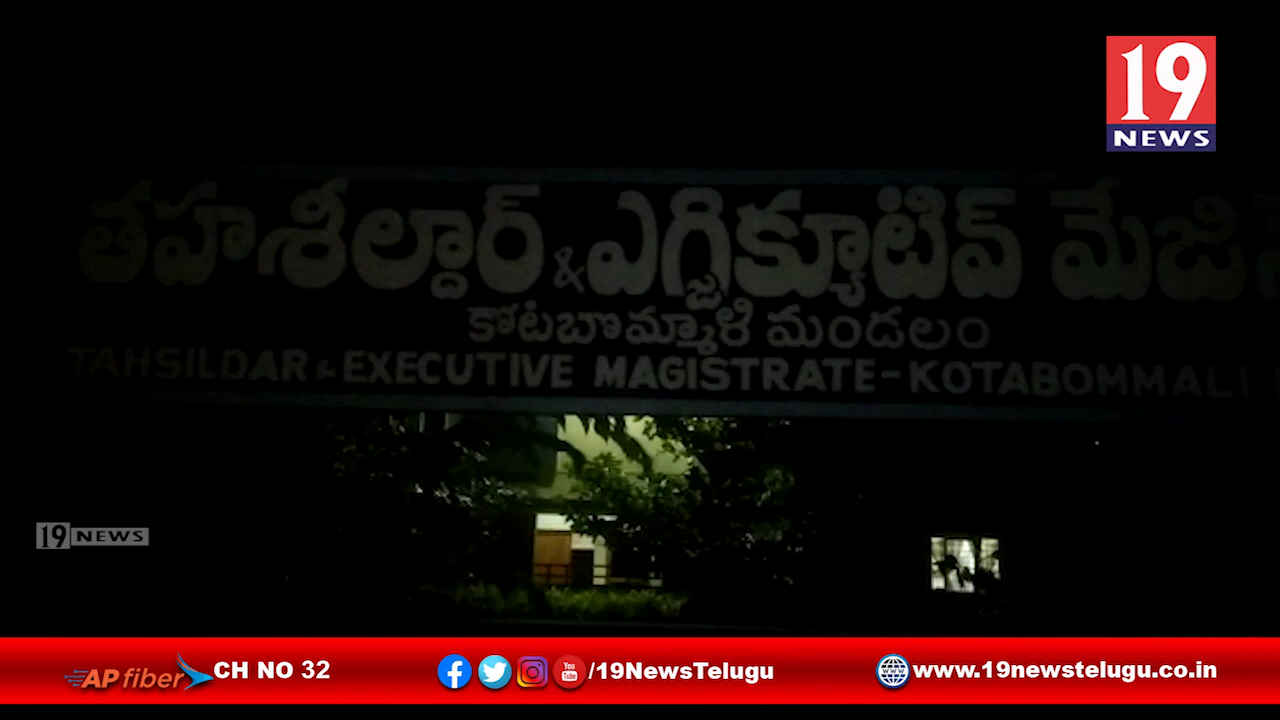 19
NEWS
తహశీల్దార్ & ఎగ్జిక్యూటివ్
కోటబొమ్మాళి మండలం
TAHSILDAR & EXECUTIVE MAGISTRATE - KOTABOMMALI
19 NEWS
AP fiber CH NO 32
/19NewsTelugu
www.19newstelugu.co.in